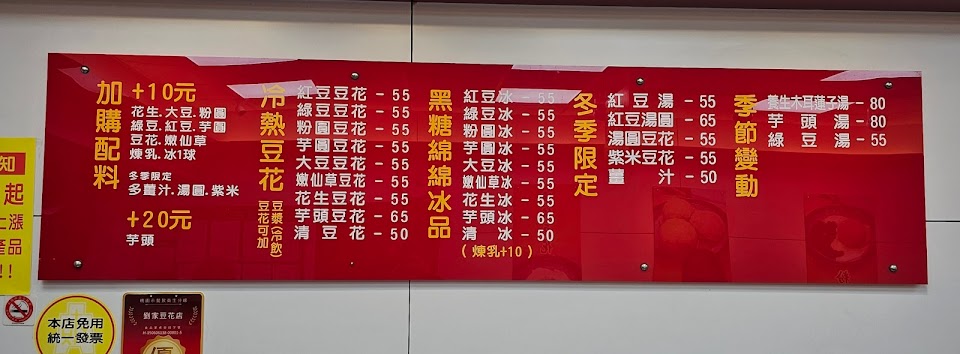 加購配料
+10元
花生.大豆.粉圓
綠豆.紅豆.芋圓
豆花.嫩仙草
煉乳.冰1球
冬季限定
多薑汁.湯圓.紫米
+20元
芋頭
冷熱豆花
豆漿(冷飲)
豆花可加
紅豆豆花 - 55
綠豆豆花 - 55
粉圓豆花 - 55
芋圓豆花 - 55
大豆豆花 - 55
嫩仙草豆花 - 55
花生豆花 - 55
芋頭豆花 - 65
清豆花 - 50
黑糖綿綿冰品
紅豆冰 - 55
綠豆冰 - 55
粉圓冰 - 55
芋圓冰 - 55
大豆冰 - 55
嫩仙草冰 - 55
花生冰 - 55
芋頭冰 - 65
清冰 - 50
(煉乳+10)
冬季限定
紅豆湯 - 55
紅豆湯圓 - 65
湯圓豆花 - 55
紫米豆花 - 55
薑汁 - 50
季節變動
養生木耳蓮子湯 - 80
芋頭湯 - 80
綠豆湯 - 55
知
起
上漲
產品
!!
本店免用
統一發票
劉家豆花店